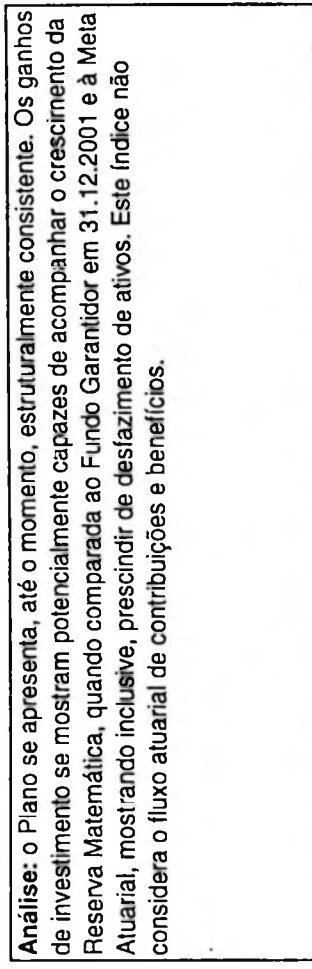 Análise: o Plano se apresenta, até o momento, estruturalmente consistente. Os ganhos
de investimento se mostram potencialmente capazes de acompanhar o crescimento da
Reserva Matemática, quando comparada ao Fundo Garantidor em 31.12.2001 e à Meta
Atuarial, mostrando inclusive, prescindir de desfazimento de ativos. Este Índice não
considera o fluxo atuarial de contribuições e benefícios.